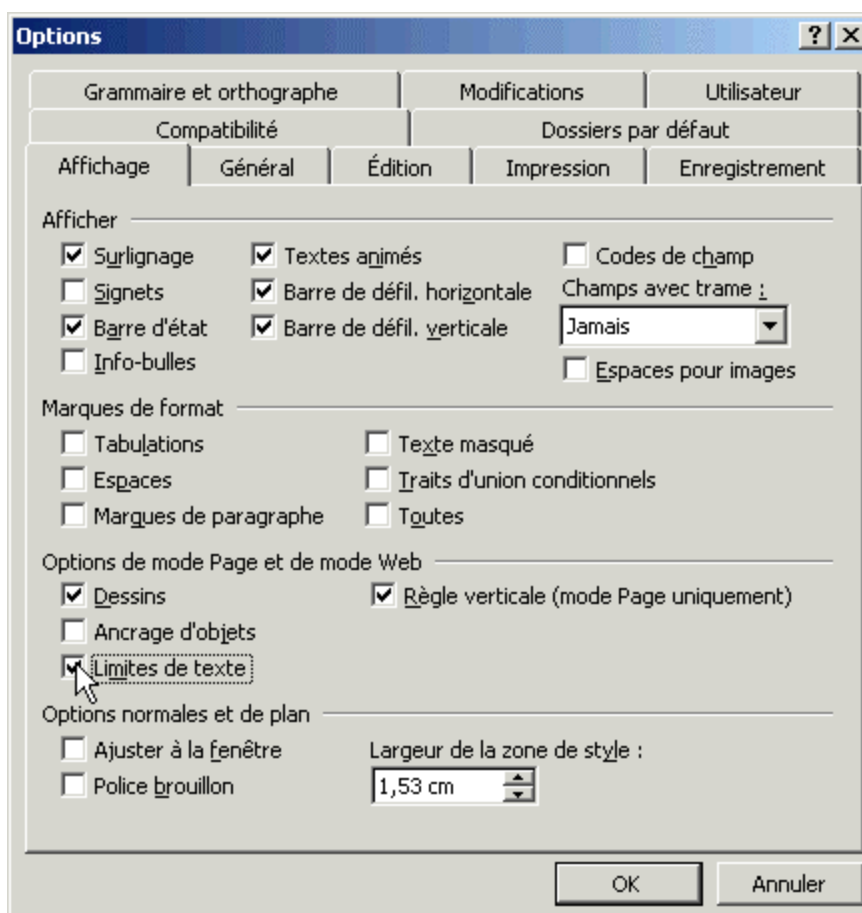 Options
Grammaire et orthographe Modifications Utilisateur
Compatibilité Dossiers par défaut
Affichage Général Édition Impression Enregistrement
Afficher
Surlignage Textes animés Codes de champ
Signets Barre de défil. horizontale Champs avec trame :
Barre d'état Barre de défil. verticale Jamais
Info-bulles Espaces pour images
Marques de format
Tabulations Texte masqué
Espaces Traits d'union conditionnels
Marques de paragraphe Toutes
Options de mode Page et de mode Web
Dessins Règle verticale (mode Page uniquement)
Ancrage d'objets
Limites de texte
Options normales et de plan
Ajuster à la fenêtre Largeur de la zone de style :
Police brouillon 1,53 cm
OK Annuler